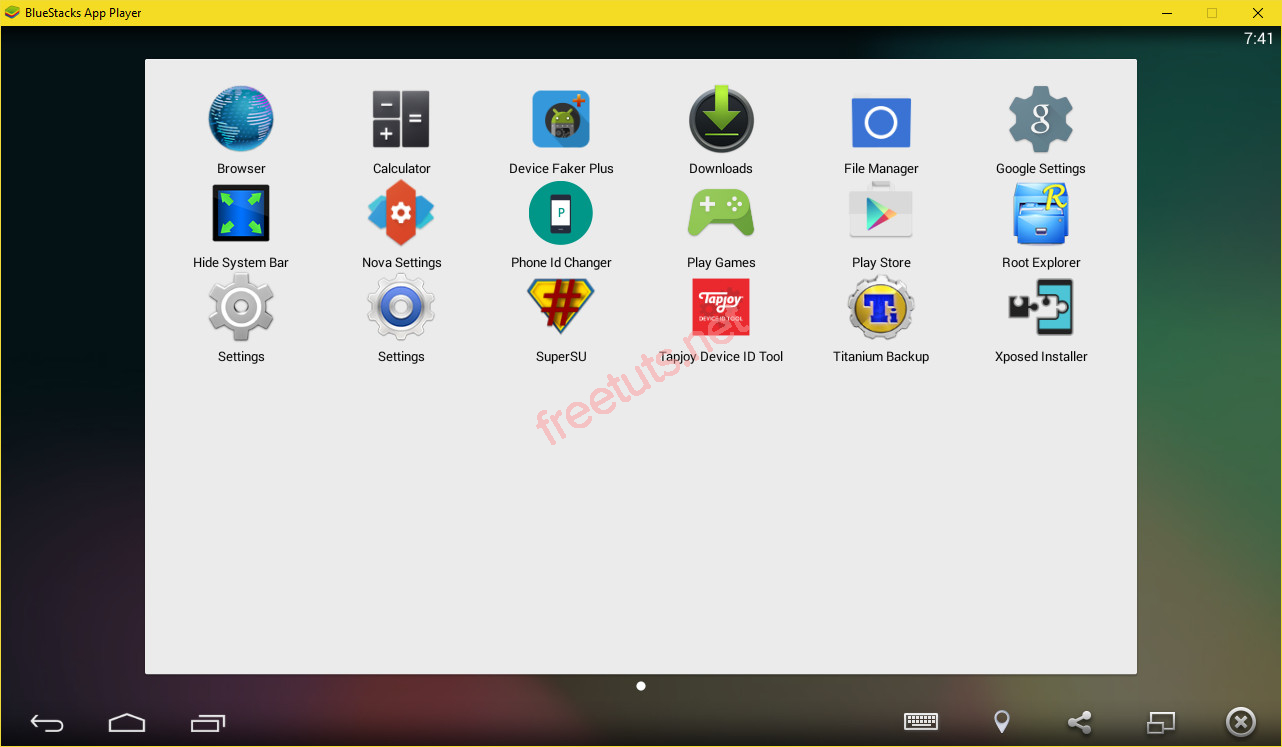 BlueStacks App Player
7:41
Browser
Calculator
Device Faker Plus
Downloads
File Manager
g
Google Settings
Hide System Bar
Nova Settings
P
Phone Id Changer
Play Games
Play Store
R
Root Explorer
Settings
Settings
SuperSU
Tapjoy
DEVICE ID TOOL
Tapjoy Device ID Tool
Ti
Titanium Backup
Xposed Installer
freetuts.net